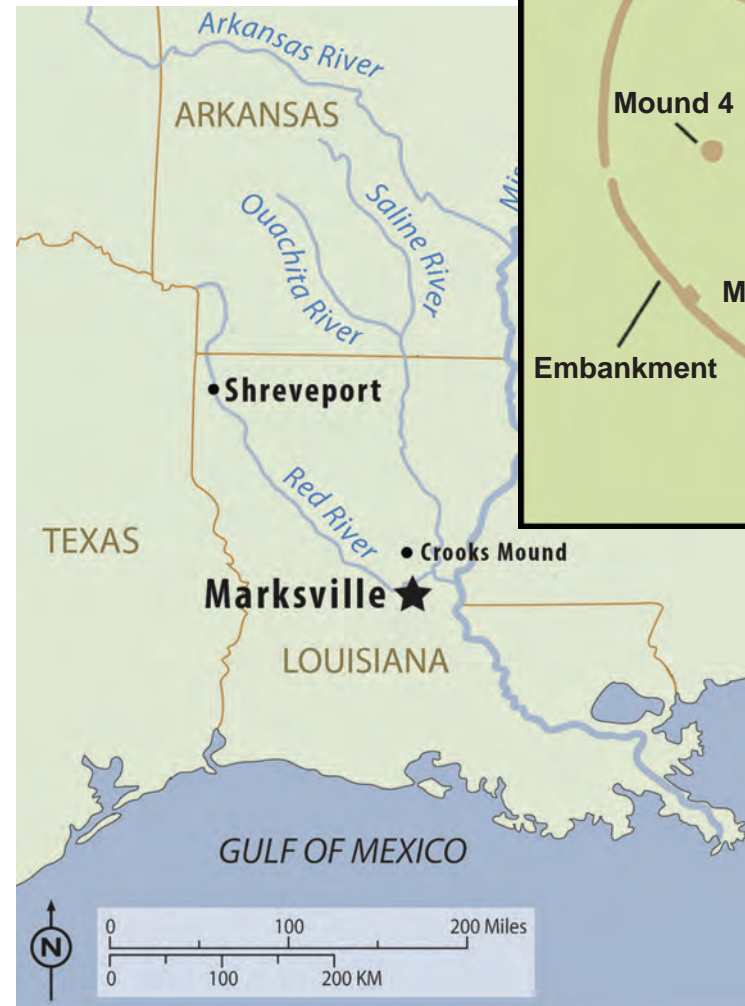 Arkansas River
ARKANSAS
Mound 4
Saline River
Ouachita River
Embankment
Shreveport
Red River
TEXAS
Crooks Mound
Marksville
LOUISIANA
GULF OF MEXICO
N
0 100 200 Miles
0 100 200 KM